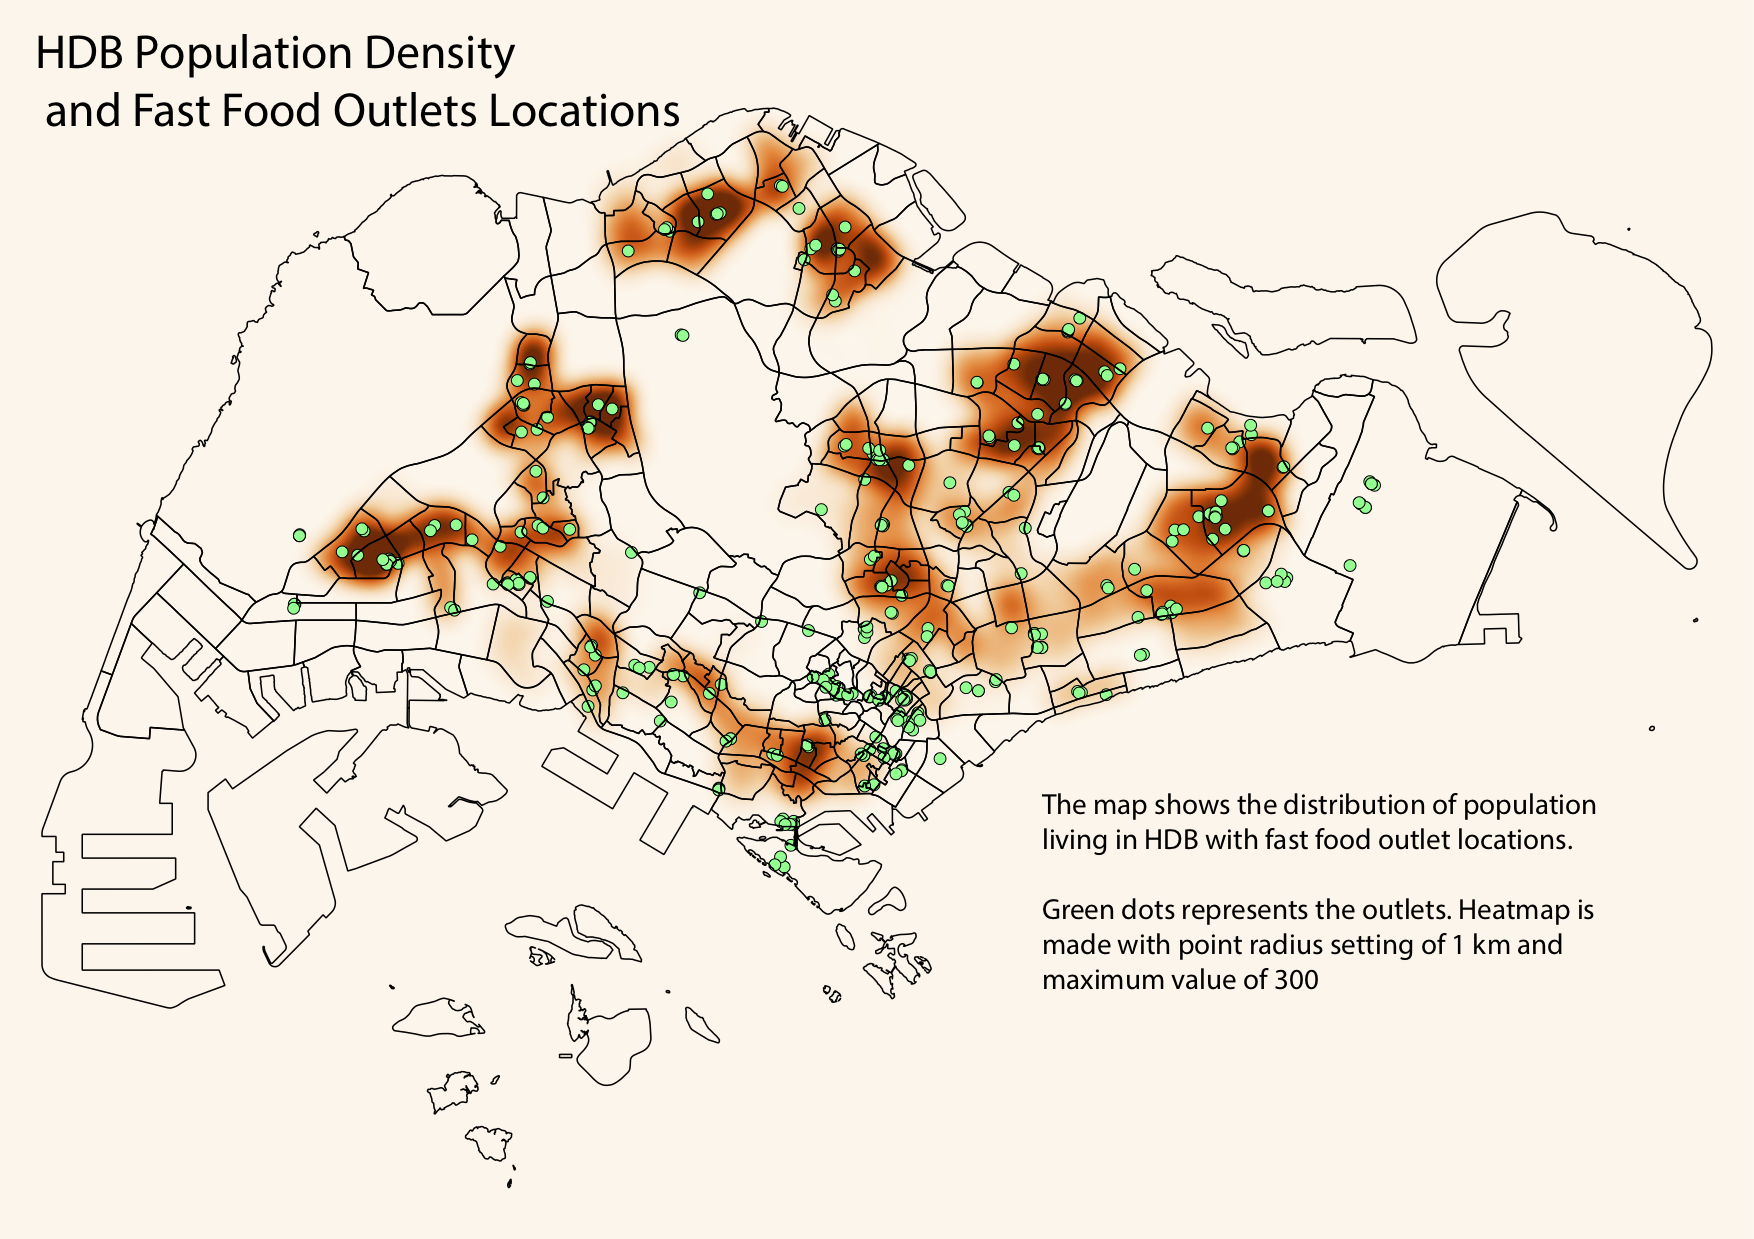 HDB Population Density
and Fast Food Outlets Locations
The map shows the distribution of population
living in HDB with fast food outlet locations.
Green dots represents the outlets. Heatmap is
made with point radius setting of 1 km and
maximum value of 300